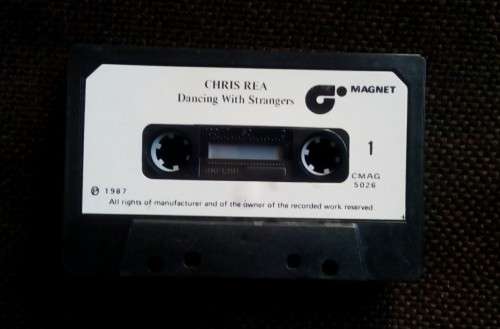 CHRIS REA
Dancing With Strangers
MAGNET
1
CMAG
5026
℗ 1987
All rights of manufacturer and of the owner of the recorded work reserved